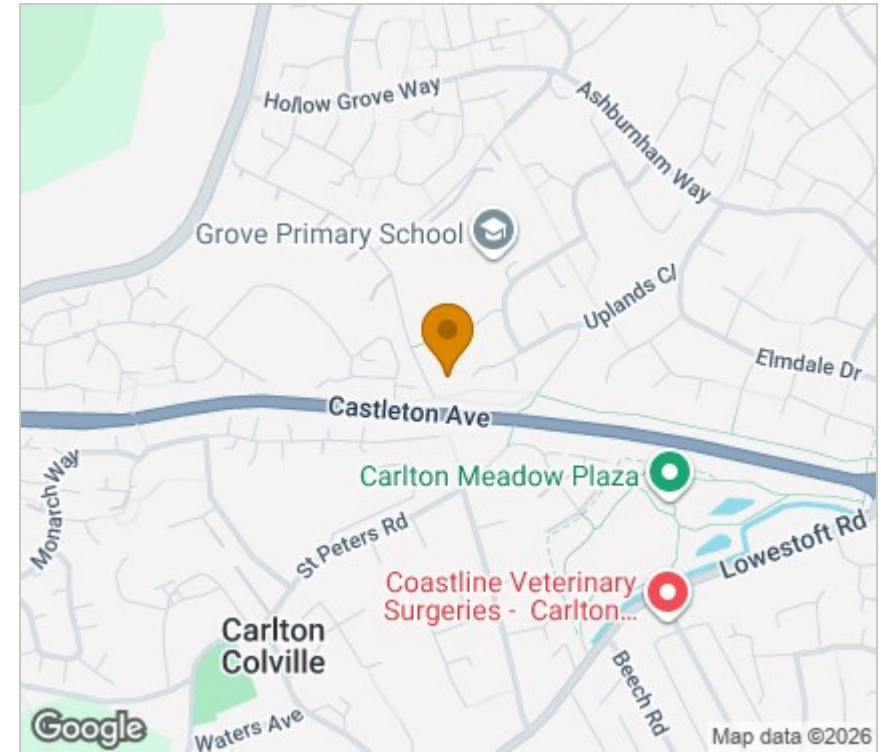 Hollow Grove Way
Ashburnham Way
Grove Primary School
Uplands Cl
Elmdale Dr
Castleton Ave
Carlton Meadow Plaza
Monarch Way
St Peters Rd
Lowestoft Rd
Coastline Veterinary
Surgeries - Carlton...
Carlton
Colville
Beech Rd
Waters Ave
Google
Map data ©2026